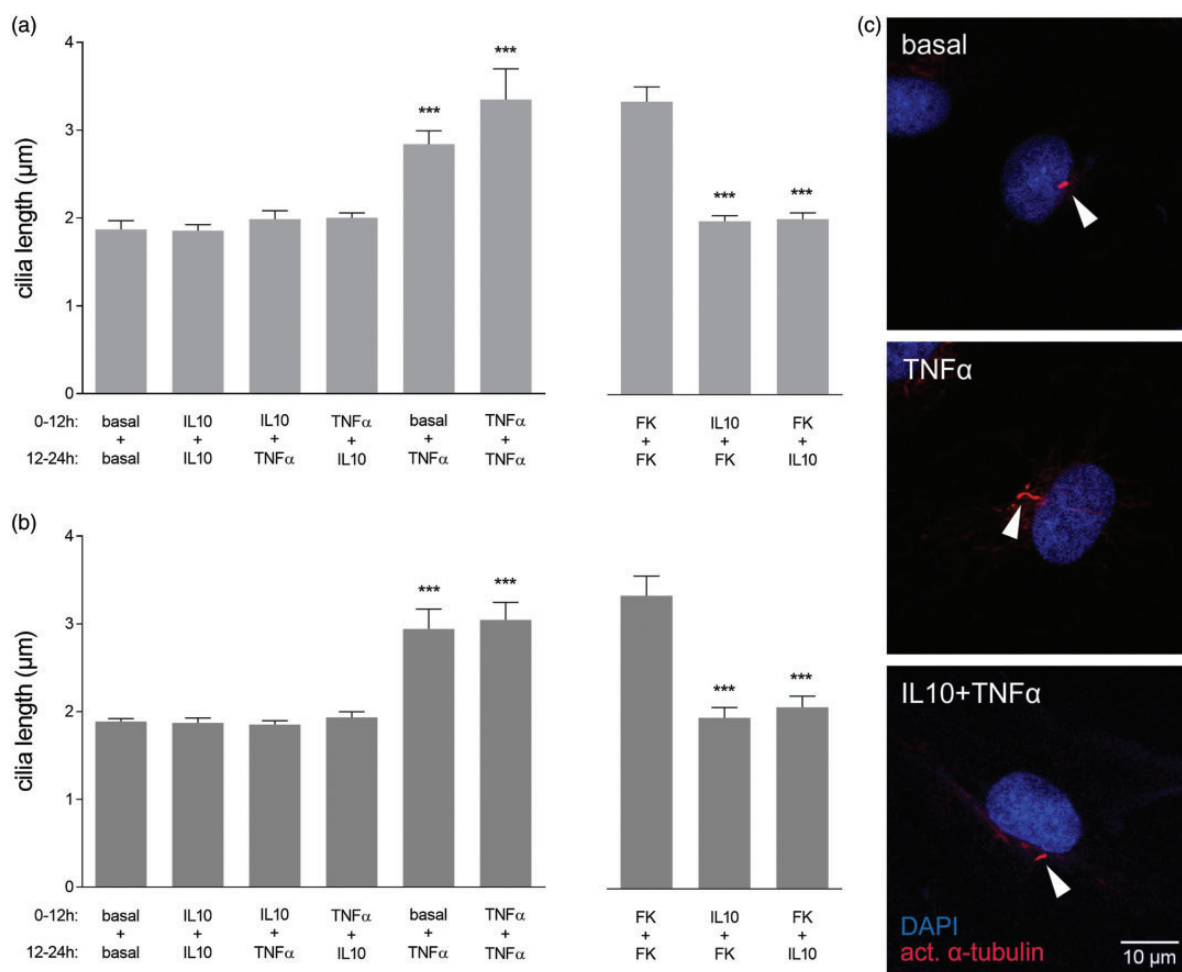 (a)
4
3
2
1
0
cilia length (µm)
***
***
***
***
0-12h: basal IL10 IL10 TNFα basal TNFα FK IL10 FK
+ + + + + + + + +
12-24h: basal IL10 TNFα IL10 TNFα TNFα FK FK IL10
(b)
4
3
2
1
0
cilia length (µm)
***
***
***
***
0-12h: basal IL10 IL10 TNFα basal TNFα FK IL10 FK
+ + + + + + + + +
12-24h: basal IL10 TNFα IL10 TNFα TNFα FK FK IL10
(c)
basal
TNFα
IL10+TNFα
DAPI
act. α-tubulin
10 µm